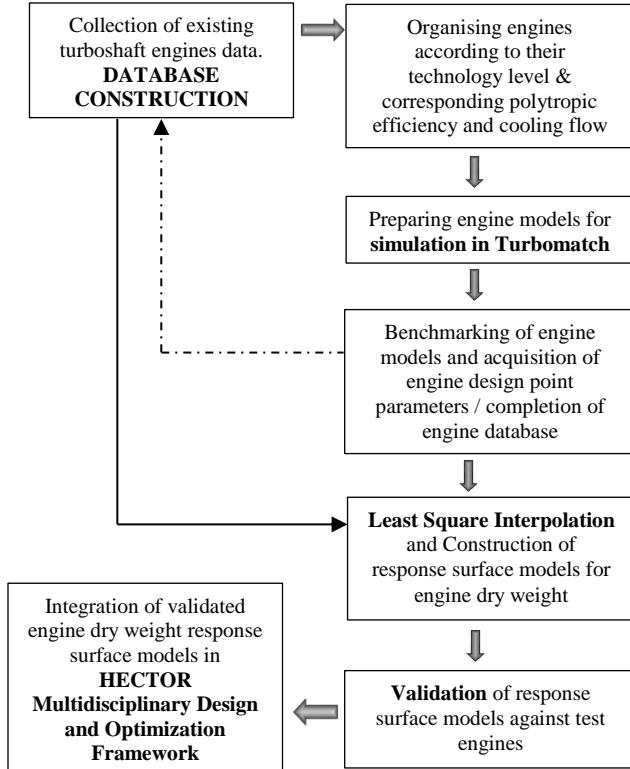 Collection of existing
turboshaft engines data.
DATABASE
CONSTRUCTION
Organising engines
according to their
technology level &
corresponding polytropic
efficiency and cooling flow
Preparing engine models for
simulation in Turbomatch
Benchmarking of engine
models and acquisition of
engine design point
parameters / completion of
engine database
Least Square Interpolation
and Construction of
response surface models for
engine dry weight
Validation of response
surface models against test
engines
Integration of validated
engine dry weight response
surface models in
HECTOR
Multidisciplinary Design
and Optimization
Framework